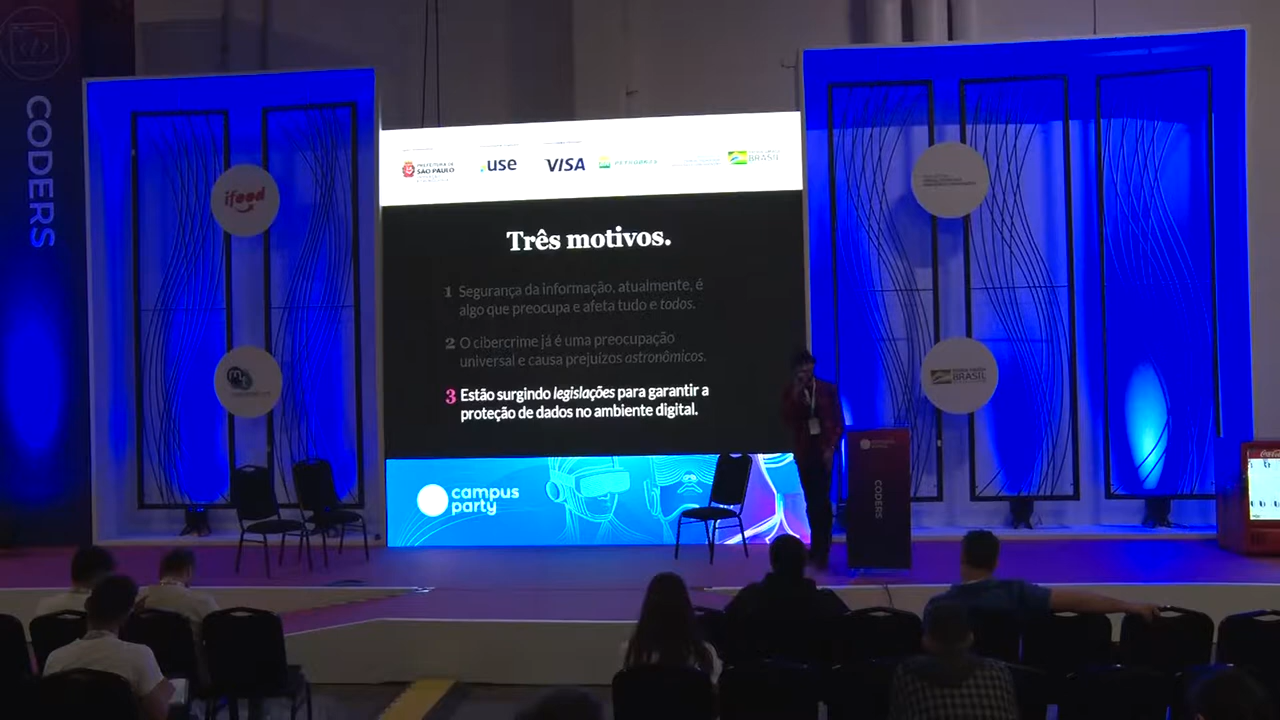 CODERS
ifood
PREFEITURA DE
SÃO PAULO
use
VISA
PETROBRAS
BRASIL
Três motivos.
1 Segurança da informação, atualmente, é
algo que preocupa e afeta tudo e todos.
2 O cibercrime já é uma preocupação
universal e causa prejuízos astronômicos.
3 Estão surgindo legislações para garantir a
proteção de dados no ambiente digital.
campus
party
CODERS
BRASIL